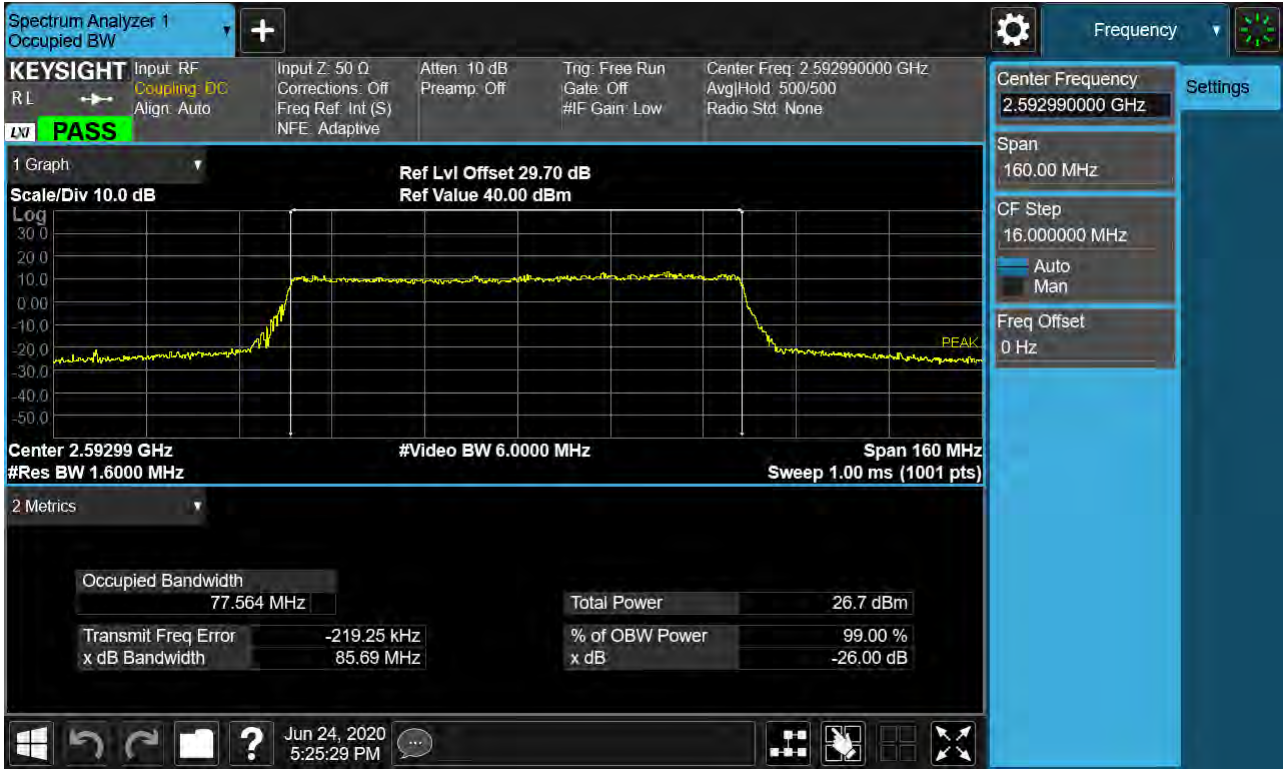 Spectrum Analyzer 1
Occupied BW
Frequency
KEYSIGHT
R L
LXI
PASS
Input: RF
Coupling: DC
Align: Auto
Input Z: 50 Ω
Corrections: Off
Freq Ref: Int (S)
NFE: Adaptive
Atten: 10 dB
Preamp: Off
Trig: Free Run
Gate: Off
#IF Gain: Low
Center Freq: 2.592990000 GHz
Avg|Hold: 500/500
Radio Std: None
Center Frequency
2.592990000 GHz
Settings
Span
160.00 MHz
CF Step
16.000000 MHz
Auto
Man
Freq Offset
0 Hz
1 Graph
Scale/Div 10.0 dB
Ref Lvl Offset 29.70 dB
Ref Value 40.00 dBm
Log
30.0
20.0
10.0
0.00
-10.0
-20.0
-30.0
-40.0
-50.0
PEAK
Center 2.59299 GHz
#Video BW 6.0000 MHz
Span 160 MHz
#Res BW 1.6000 MHz
Sweep 1.00 ms (1001 pts)
2 Metrics
Occupied Bandwidth
77.564 MHz
Total Power 26.7 dBm
Transmit Freq Error -219.25 kHz
% of OBW Power 99.00 %
x dB Bandwidth 85.69 MHz
x dB -26.00 dB
?
Jun 24, 2020
5:25:29 PM